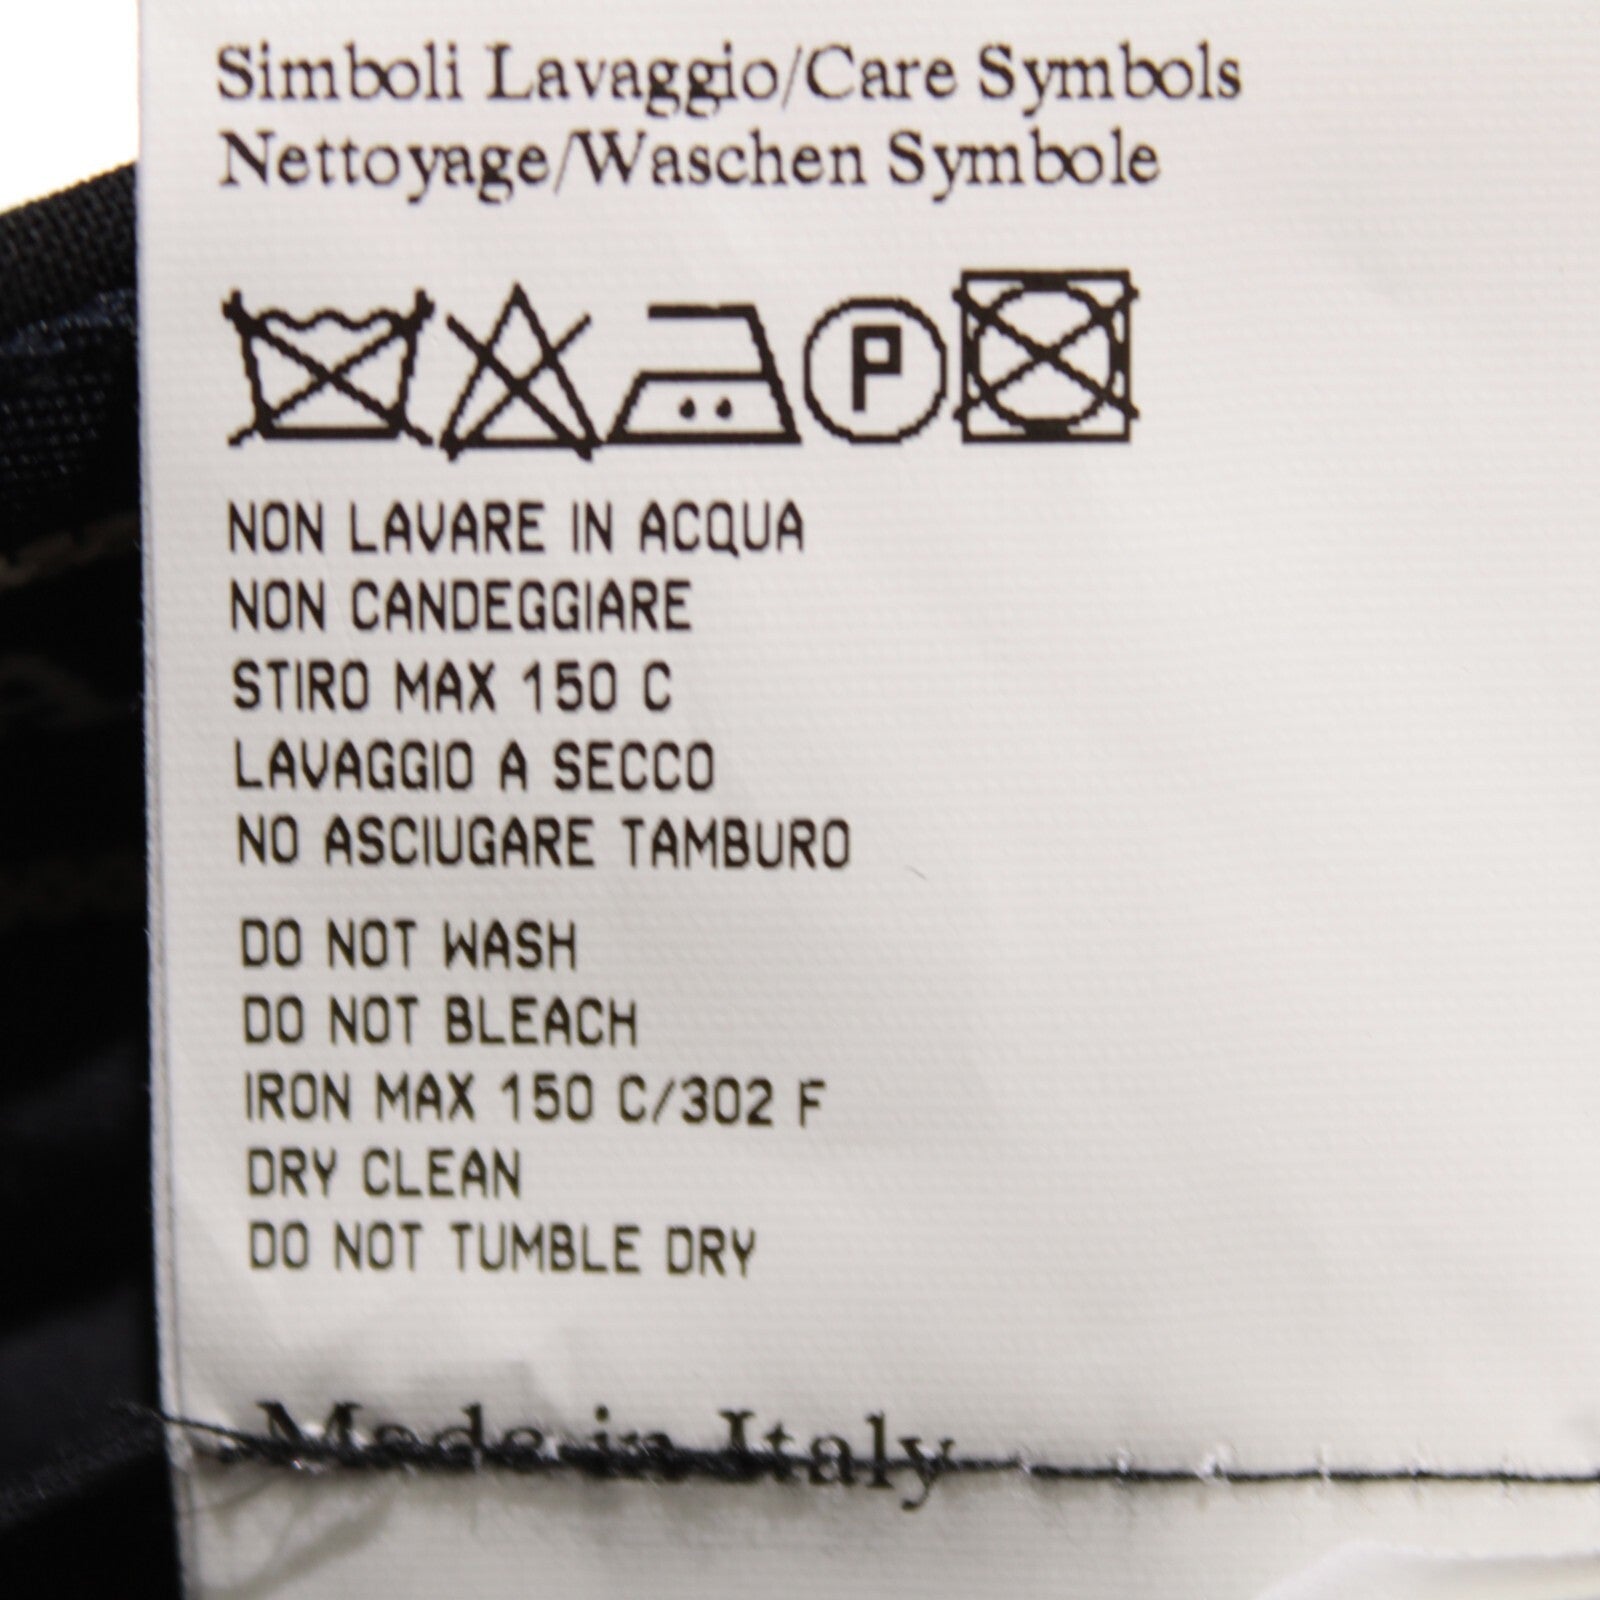 Simboli Lavaggio/Care Symbols
Nettoyage/Waschen Symbole
P
NON LAVARE IN ACQUA
NON CANDEGGIARE
STIRO MAX 150 C
LAVAGGIO A SECCO
NO ASCIUGARE TAMBURO
DO NOT WASH
DO NOT BLEACH
IRON MAX 150 C/302 F
DRY CLEAN
DO NOT TUMBLE DRY
Made in Italy